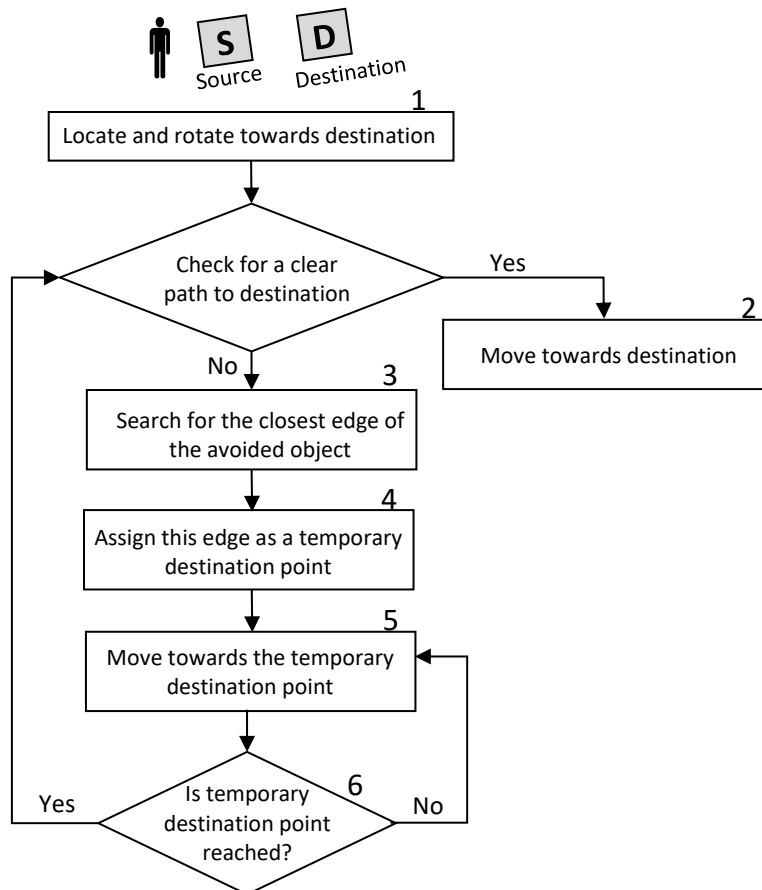 S
D
Source
Destination
1
Locate and rotate towards destination
Check for a clear
path to destination
Yes
2
Move towards destination
No
3
Search for the closest edge of
the avoided object
4
Assign this edge as a temporary
destination point
5
Move towards the temporary
destination point
6
Is temporary
destination point
reached?
Yes
No